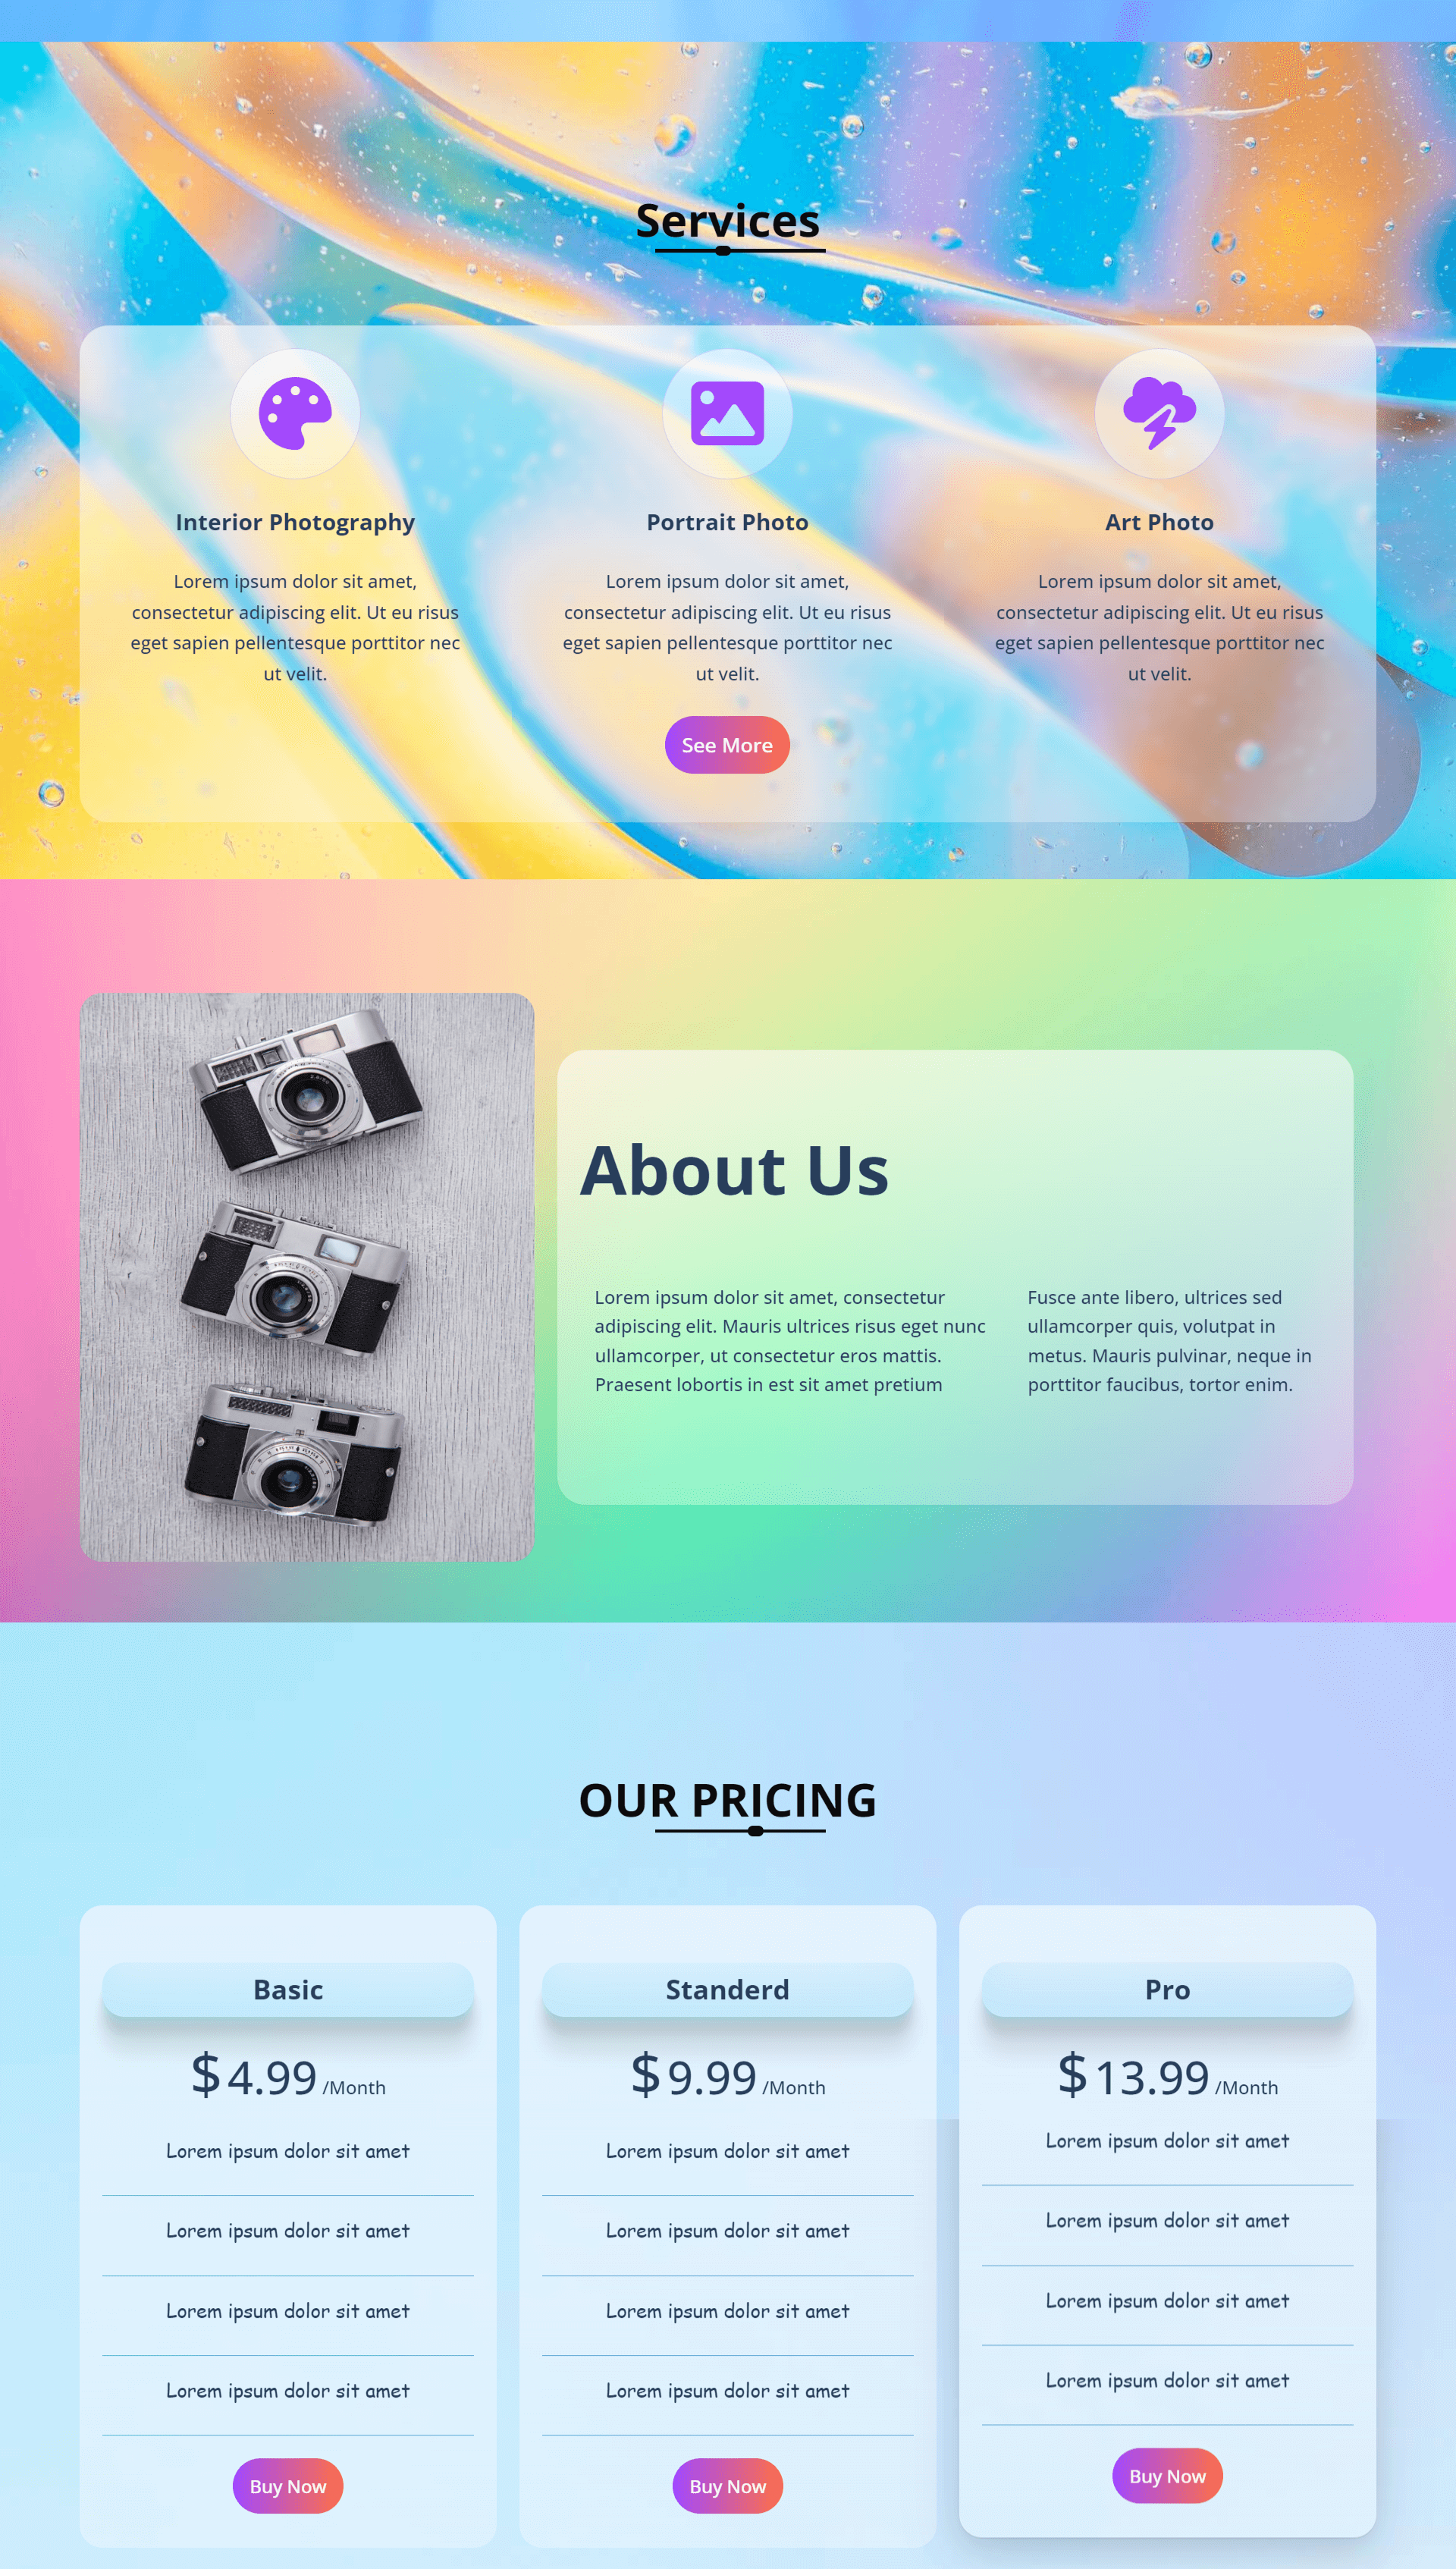 Services
Interior Photography
Lorem ipsum dolor sit amet,
consectetur adipiscing elit. Ut eu risus
eget sapien pellentesque porttitor nec
ut velit.
Portrait Photo
Lorem ipsum dolor sit amet,
consectetur adipiscing elit. Ut eu risus
eget sapien pellentesque porttitor nec
ut velit.
Art Photo
Lorem ipsum dolor sit amet,
consectetur adipiscing elit. Ut eu risus
eget sapien pellentesque porttitor nec
ut velit.
See More
About Us
Lorem ipsum dolor sit amet, consectetur
adipiscing elit. Mauris ultrices risus eget nunc
ullamcorper, ut consectetur eros mattis.
Praesent lobortis in est sit amet pretium
Fusce ante libero, ultrices sed
ullamcorper quis, volutpat in
metus. Mauris pulvinar, neque in
porttitor faucibus, tortor enim.
OUR PRICING
Basic
$4.99 /Month
Lorem ipsum dolor sit amet
Lorem ipsum dolor sit amet
Lorem ipsum dolor sit amet
Lorem ipsum dolor sit amet
Buy Now
Standerd
$9.99 /Month
Lorem ipsum dolor sit amet
Lorem ipsum dolor sit amet
Lorem ipsum dolor sit amet
Lorem ipsum dolor sit amet
Buy Now
Pro
$13.99 /Month
Lorem ipsum dolor sit amet
Lorem ipsum dolor sit amet
Lorem ipsum dolor sit amet
Lorem ipsum dolor sit amet
Buy Now